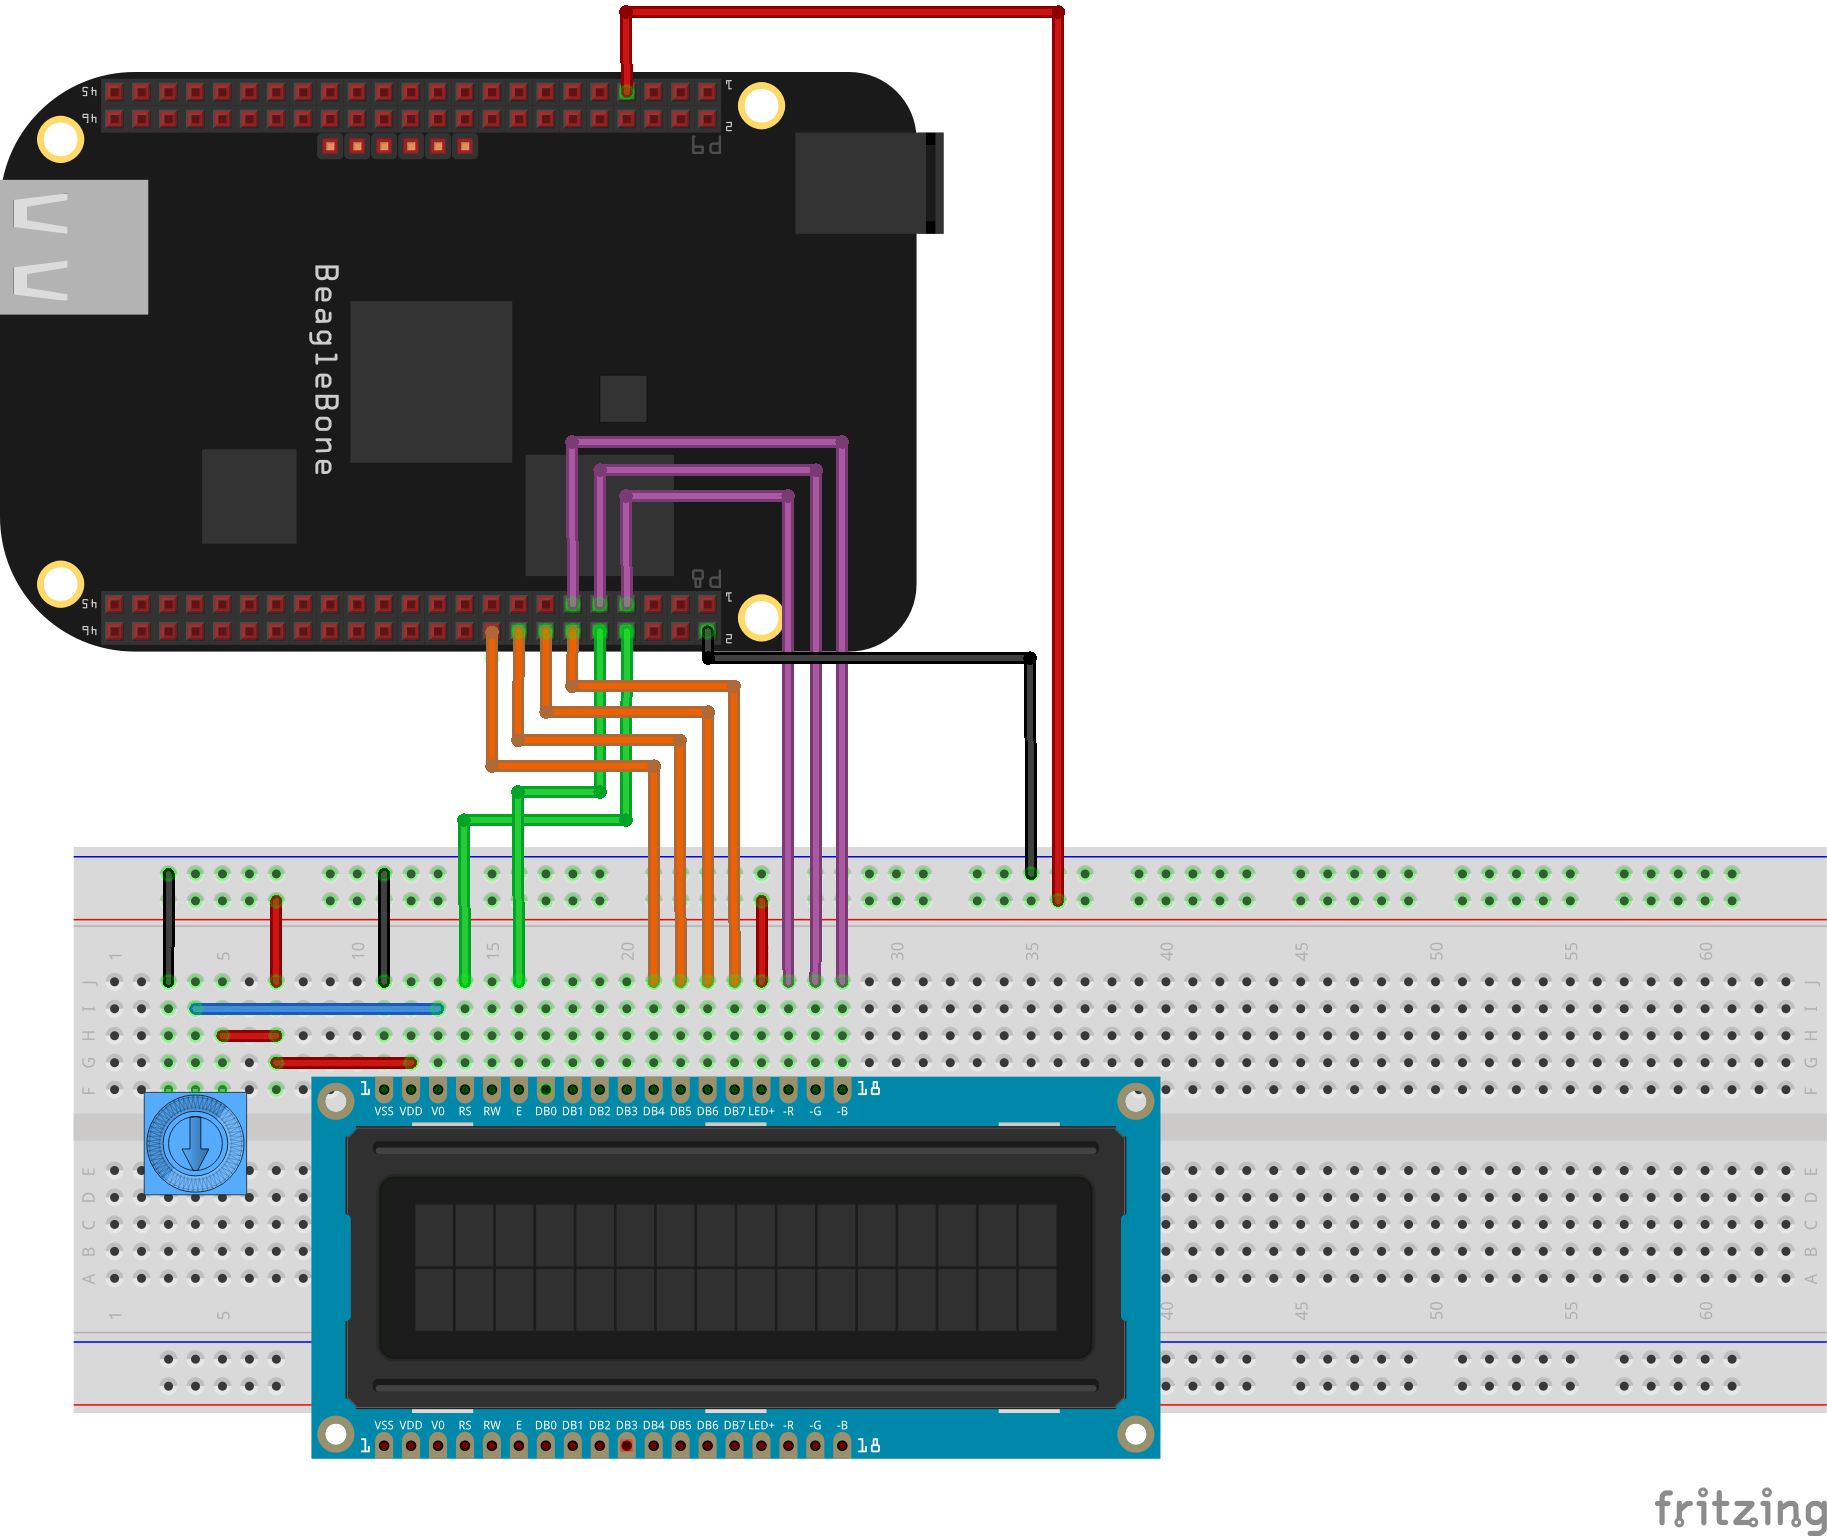 45 1
46 2
P9
BeagleBone
P8
45 1
46 2
1 5 10 15 20 30 35 40 45 50 55 60
J J
I I
H H
G G
F F
1 18
VSS VDD V0 RS RW E DB0 DB1 DB2 DB3 DB4 DB5 DB6 DB7 LED+ -R -G -B
E E
D D
C C
B B
A A
1 5 40 45 50 55 60
VSS VDD V0 RS RW E DB0 DB1 DB2 DB3 DB4 DB5 DB6 DB7 LED+ -R -G -B
1 18
fritzing